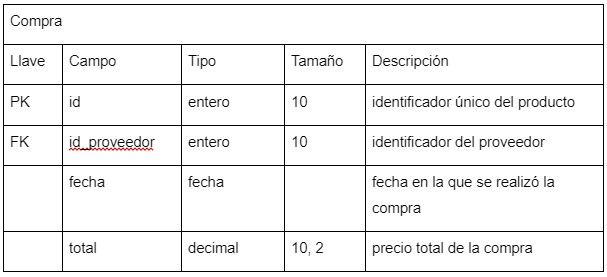 Compra
Llave Campo Tipo Tamaño Descripción
PK id entero 10 identificador único del producto
FK id_proveedor entero 10 identificador del proveedor
fecha fecha fecha en la que se realizó la
compra
total decimal 10, 2 precio total de la compra